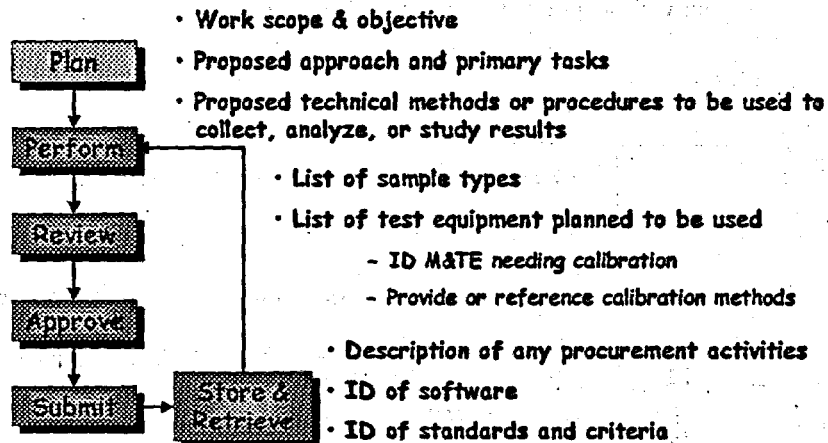 • Work scope & objective
Plan
• Proposed approach and primary tasks
• Proposed technical methods or procedures to be used to
collect, analyze, or study results
Perform
• List of sample types
• List of test equipment planned to be used
Review
- ID M&TE needing calibration
- Provide or reference calibration methods
Approve
• Description of any procurement activities
Submit
Store &
Retrieve
• ID of software
• ID of standards and criteria